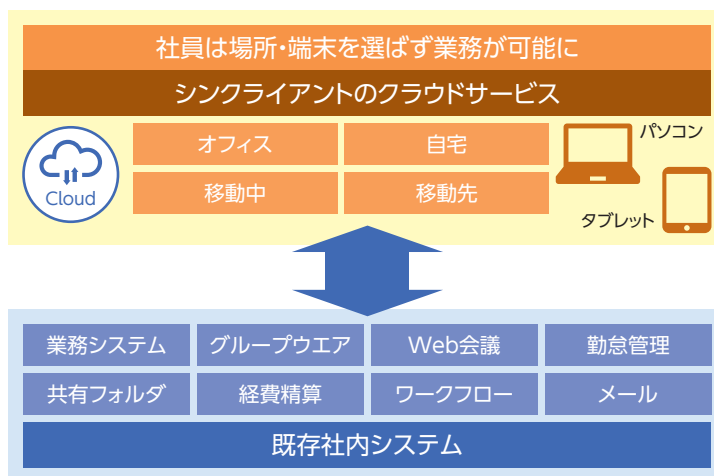 社員は場所・端末を選ばず業務が可能に
シンクライアントのクラウドサービス
Cloud
オフィス
自宅
移動中
移動先
パソコン
タブレット
業務システム
グループウエア
Web会議
勤怠管理
共有フォルダ
経費精算
ワークフロー
メール
既存社内システム